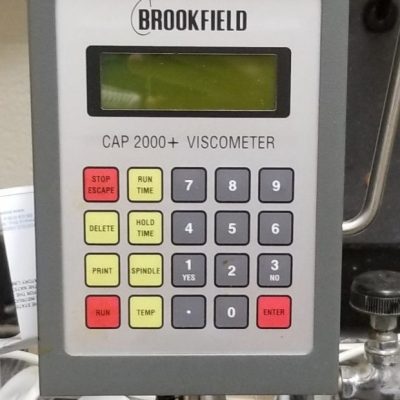 BROOKFIELD
CAP 2000+ VISCOMETER
STOP ESCAPE
RUN TIME
7
8
9
DELETE
HOLD TIME
4
5
6
PRINT
SPINDLE
1 YES
2
3 NO
RUN
TEMP
.
0
ENTER